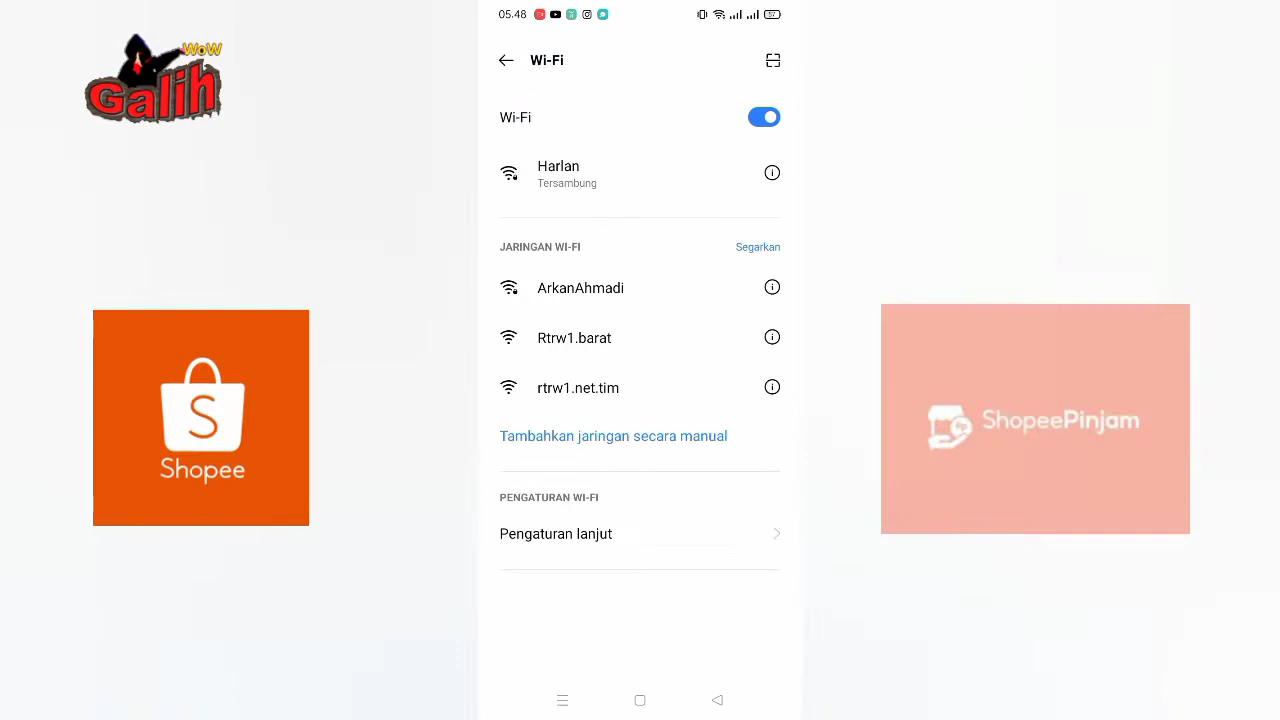 05.48
57
WoW
Galih
Wi-Fi
Wi-Fi
Harlan
Tersambung
JARINGAN WI-FI
Segarkan
ArkanAhmadi
Rtrw1.barat
rtrw1.net.tim
Tambahkan jaringan secara manual
PENGATURAN WI-FI
Pengaturan lanjut
S
Shopee
ShopeePinjam